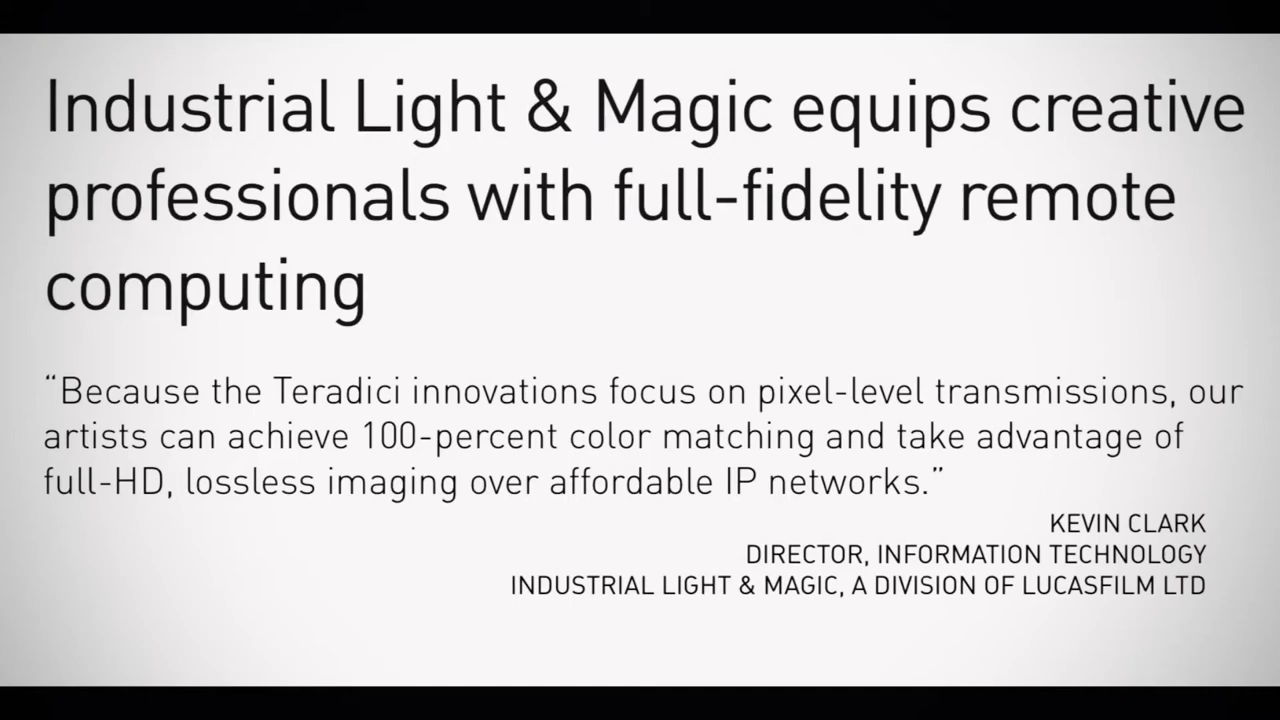 Industrial Light & Magic equips creative
professionals with full-fidelity remote
computing
“Because the Teradici innovations focus on pixel-level transmissions, our
artists can achieve 100-percent color matching and take advantage of
full-HD, lossless imaging over affordable IP networks.”
KEVIN CLARK
DIRECTOR, INFORMATION TECHNOLOGY
INDUSTRIAL LIGHT & MAGIC, A DIVISION OF LUCASFILM LTD